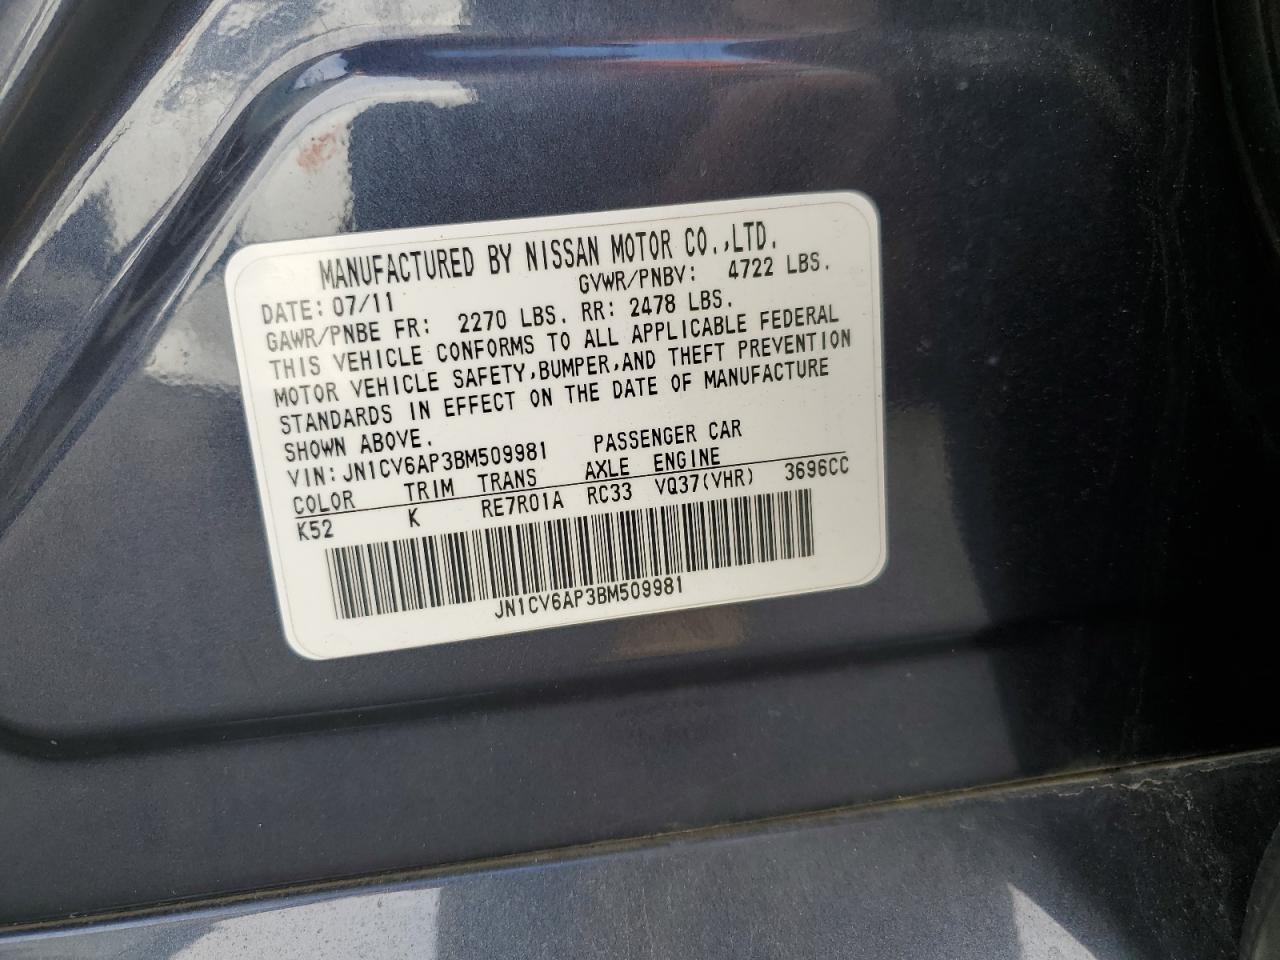 MANUFACTURED BY NISSAN MOTOR CO.,LTD.
DATE: 07/11 GVWR/PNBV: 4722 LBS.
GAWR/PNBE FR: 2270 LBS. RR: 2478 LBS.
THIS VEHICLE CONFORMS TO ALL APPLICABLE FEDERAL
MOTOR VEHICLE SAFETY, BUMPER, AND THEFT PREVENTION
STANDARDS IN EFFECT ON THE DATE OF MANUFACTURE
SHOWN ABOVE.
VIN: JN1CV6AP3BM509981 PASSENGER CAR
COLOR TRIM TRANS AXLE ENGINE
K52 K RE7R01A RC33 VQ37(VHR) 3696CC
JN1CV6AP3BM509981